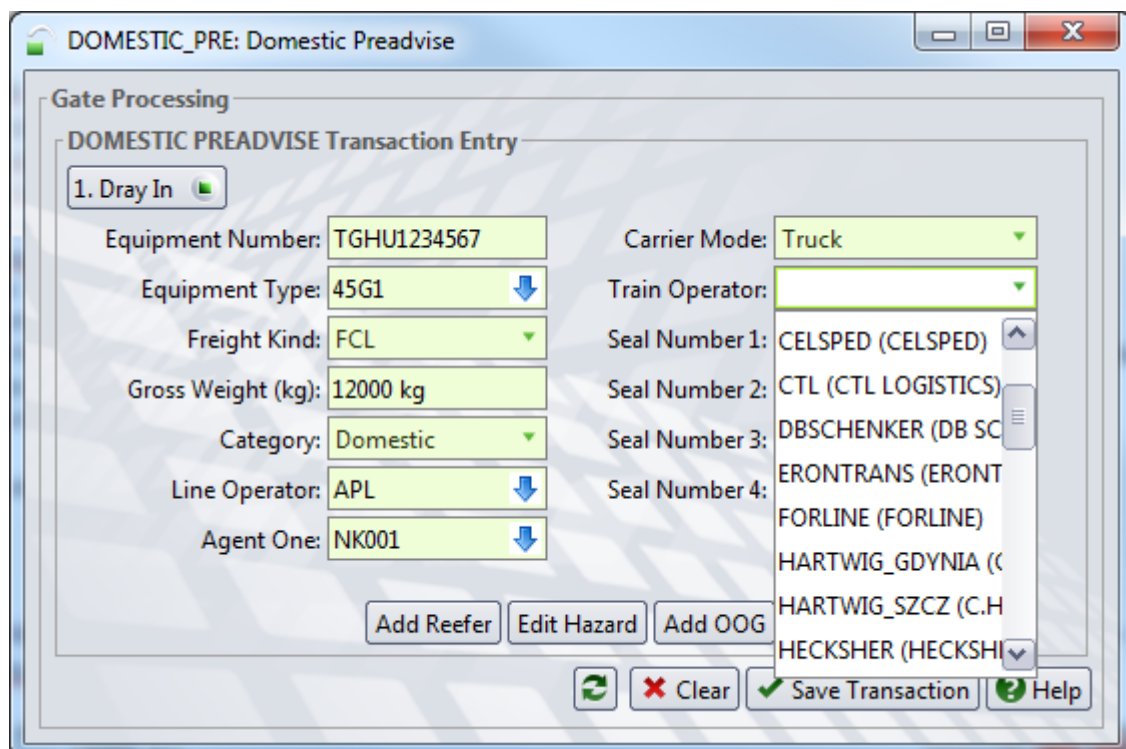 DOMESTIC_PRE: Domestic Preadvise
Gate Processing
DOMESTIC PREADVISE Transaction Entry
1. Dray In
Equipment Number: TGHU1234567
Equipment Type: 45G1
Freight Kind: FCL
Gross Weight (kg): 12000 kg
Category: Domestic
Line Operator: APL
Agent One: NK001
Carrier Mode: Truck
Train Operator:
Seal Number 1:
Seal Number 2:
Seal Number 3:
Seal Number 4:
CELSPED (CELSPED)
CTL (CTL LOGISTICS)
DBSCHENKER (DB SC
ERONTRANS (ERONT
FORLINE (FORLINE)
HARTWIG_GDYNIA (C
HARTWIG_SZCZ (C.H
HECKSHER (HECKSHE
Add Reefer
Edit Hazard
Add OOG
Clear
Save Transaction
Help